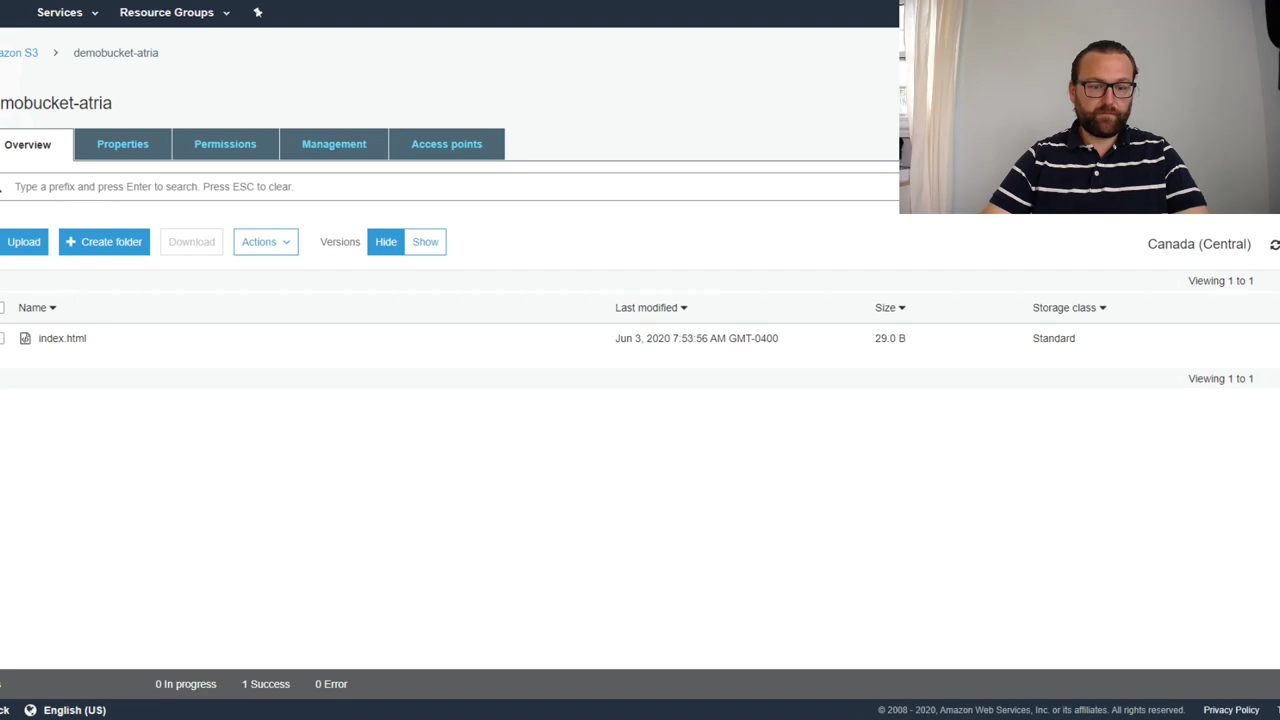 Services Resource Groups
azon S3 > demobucket-atria
mobucket-atria
Overview Properties Permissions Management Access points
Type a prefix and press Enter to search. Press ESC to clear.
Upload + Create folder Download Actions Versions Hide Show Canada (Central)
Viewing 1 to 1
Name Last modified Size Storage class
index.html Jun 3, 2020 7:53:56 AM GMT-0400 29.0 B Standard
Viewing 1 to 1
0 In progress 1 Success 0 Error
ck English (US) © 2008 - 2020, Amazon Web Services, Inc. or its affiliates. All rights reserved. Privacy Policy